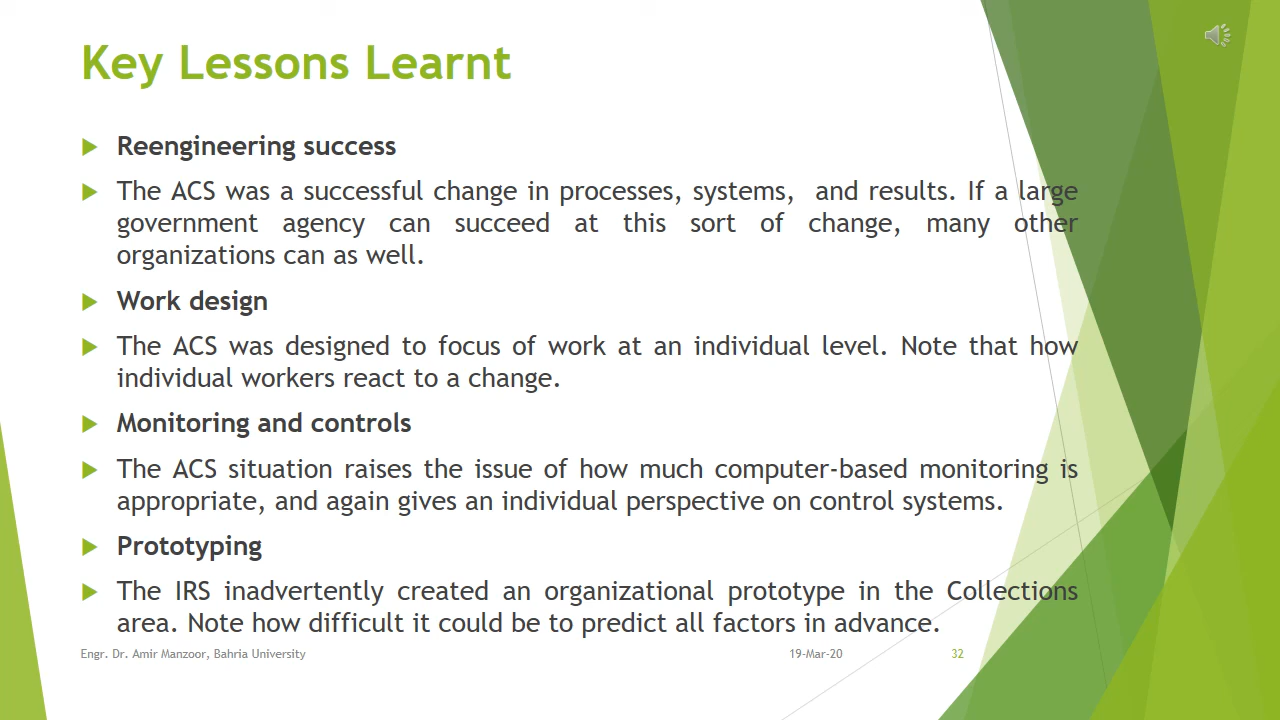 Key Lessons Learnt
Reengineering success
The ACS was a successful change in processes, systems,  and results. If a large
government agency can succeed at this sort of change, many other
organizations can as well.
Work design
The ACS was designed to focus of work at an individual level. Note that how
individual workers react to a change.
Monitoring and controls
The ACS situation raises the issue of how much computer-based monitoring is
appropriate, and again gives an individual perspective on control systems.
Prototyping
The IRS inadvertently created an organizational prototype in the Collections
area. Note how difficult it could be to predict all factors in advance.
Engr. Dr. Amir Manzoor, Bahria University 19-Mar-20 32